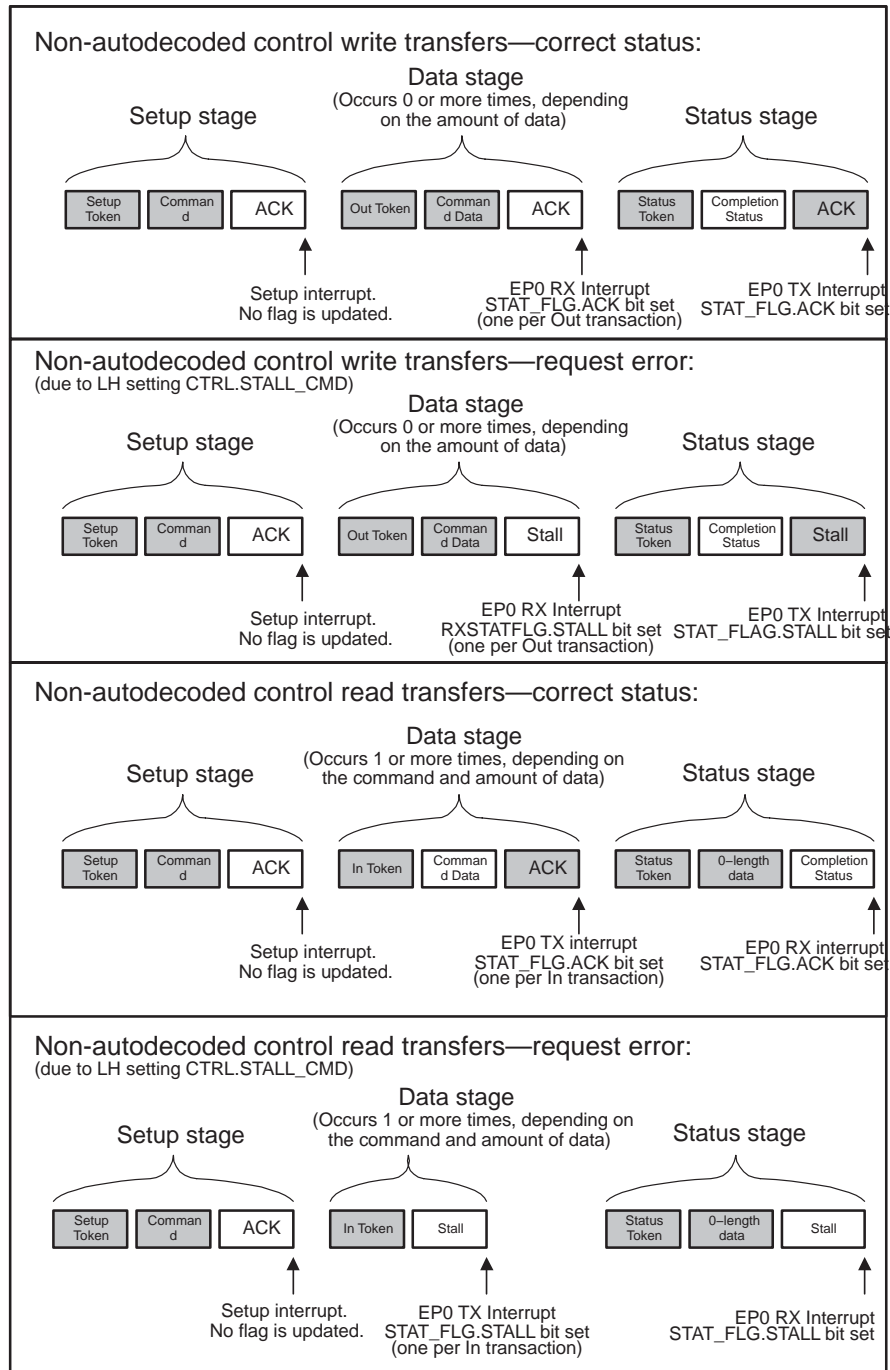 Non-autodecoded control write transfers—correct status:
Data stage
(Occurs 0 or more times, depending
on the amount of data)
Setup stage
Status stage
Setup
Token
Comman
d
ACK
Out Token
Comman
d Data
ACK
Status
Token
Completion
Status
ACK
Setup interrupt.
No flag is updated.
EP0 RX Interrupt
STAT_FLG.ACK bit set
(one per Out transaction)
EP0 TX Interrupt
STAT_FLG.ACK bit set
Non-autodecoded control write transfers—request error:
(due to LH setting CTRL.STALL_CMD)
Data stage
(Occurs 0 or more times, depending
on the amount of data)
Setup stage
Status stage
Setup
Token
Comman
d
ACK
Out Token
Comman
d Data
Stall
Status
Token
Completion
Status
Stall
Setup interrupt.
No flag is updated.
EP0 RX Interrupt
RXSTATFLG.STALL bit set
(one per Out transaction)
EP0 TX Interrupt
STAT_FLAG.STALL bit set
Non-autodecoded control read transfers—correct status:
Data stage
(Occurs 1 or more times, depending on
the command and amount of data)
Setup stage
Status stage
Setup
Token
Comman
d
ACK
In Token
Comman
d Data
ACK
Status
Token
0–length
data
Completion
Status
Setup interrupt.
No flag is updated.
EP0 TX interrupt
STAT_FLG.ACK bit set
(one per In transaction)
EP0 RX interrupt
STAT_FLG.ACK bit set
Non-autodecoded control read transfers—request error:
(due to LH setting CTRL.STALL_CMD)
Data stage
(Occurs 1 or more times, depending on
the command and amount of data)
Setup stage
Status stage
Setup
Token
Comman
d
ACK
In Token
Stall
Status
Token
0–length
data
Stall
Setup interrupt.
No flag is updated.
EP0 TX Interrupt
STAT_FLG.STALL bit set
(one per In transaction)
EP0 RX Interrupt
STAT_FLG.STALL bit set